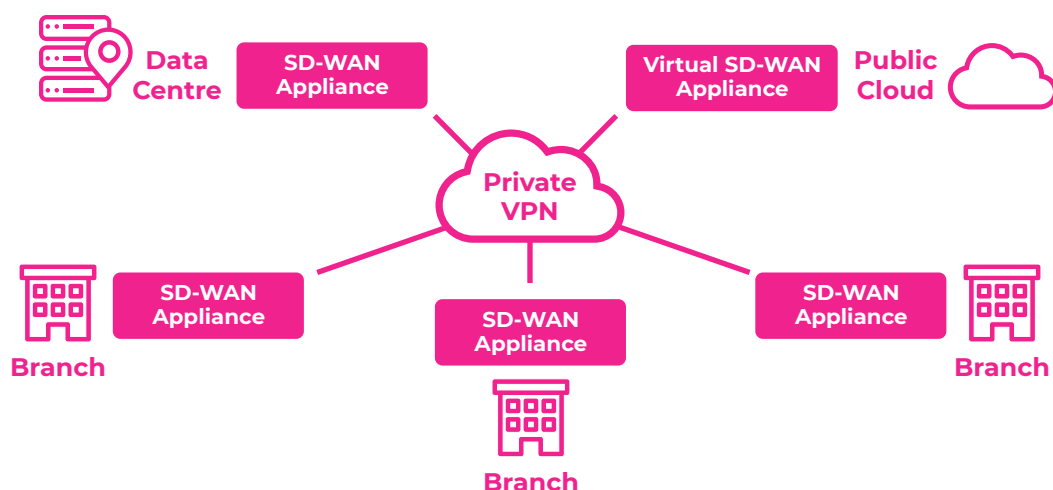 Data
Centre
SD-WAN
Appliance
Virtual SD-WAN
Appliance
Public
Cloud
Private
VPN
SD-WAN
Appliance
Branch
SD-WAN
Appliance
Branch
SD-WAN
Appliance
Branch